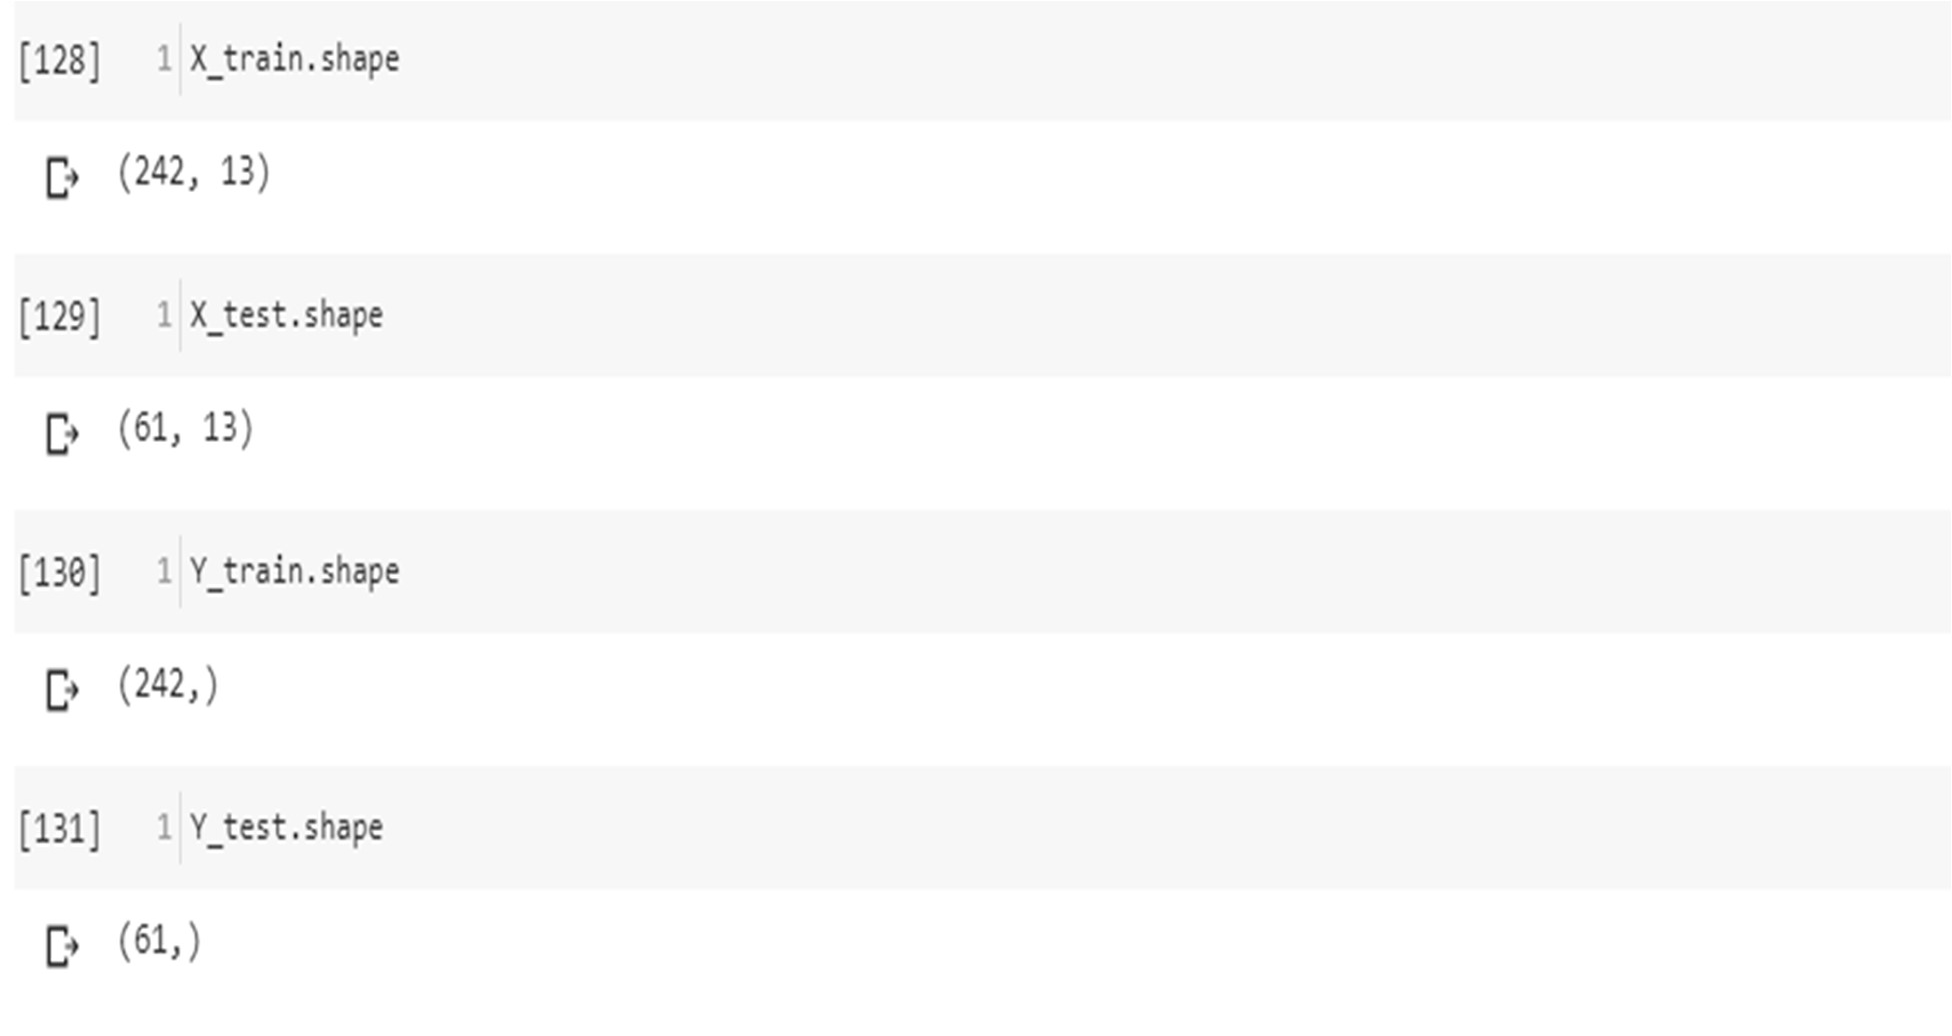 [128] 1 X_train.shape
(242, 13)
[129] 1 X_test.shape
(61, 13)
[130] 1 Y_train.shape
(242,)
[131] 1 Y_test.shape
(61,)